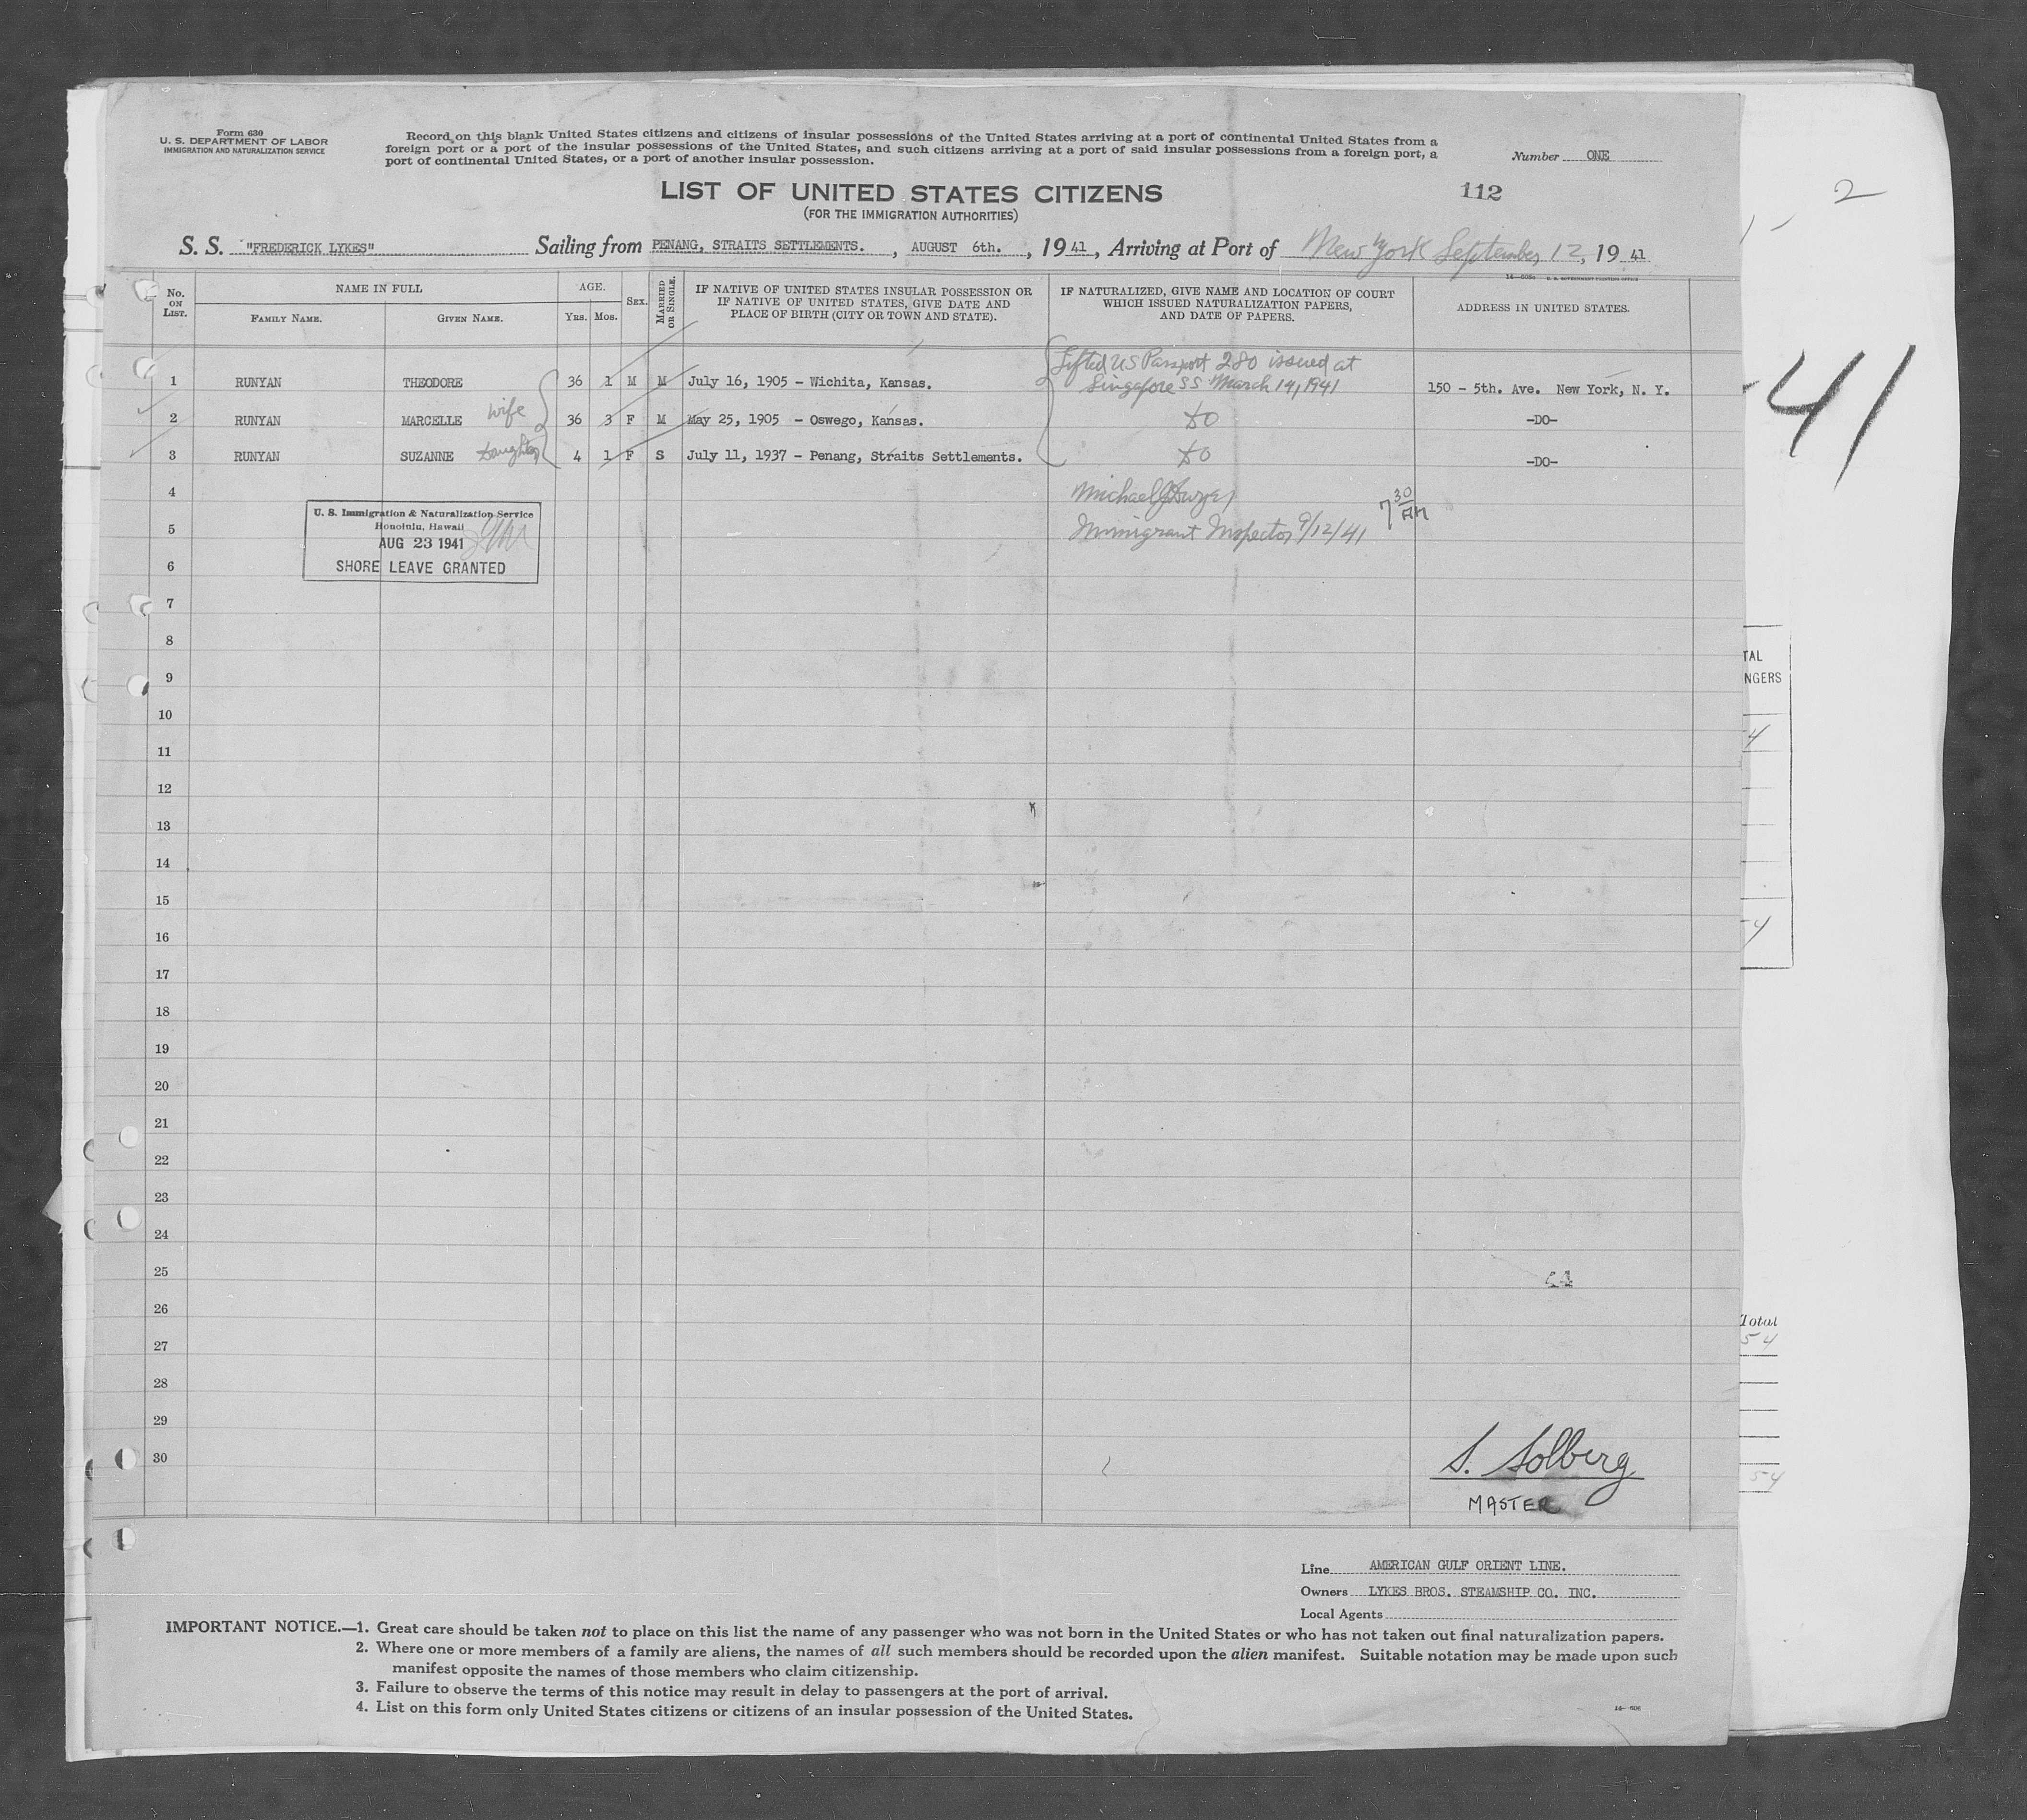 Form 630
U. S. DEPARTMENT OF LABOR
IMMIGRATION AND NATURALIZATION SERVICE
Record on this blank United States citizens and citizens of insular possessions of the United States arriving at a port of continental United States from a
foreign port or a port of the insular possessions of the United States, and such citizens arriving at a port of said insular possessions from a foreign port, a
port of continental United States, or a port of another insular possession.
Number ONE
LIST OF UNITED STATES CITIZENS
(FOR THE IMMIGRATION AUTHORITIES)
112
2
S. S. "FREDERICK LYKES" Sailing from PENANG, STRAITS SETTLEMENTS. , AUGUST 6th. , 19 41 , Arriving at Port of New York September 12, 19 41
No. ON LIST. NAME IN FULL AGE. SEX. MARRIED OR SINGLE. IF NATIVE OF UNITED STATES INSULAR POSSESSION OR IF NATIVE OF UNITED STATES, GIVE DATE AND PLACE OF BIRTH (CITY OR TOWN AND STATE). IF NATURALIZED, GIVE NAME AND LOCATION OF COURT WHICH ISSUED NATURALIZATION PAPERS, AND DATE OF PAPERS. ADDRESS IN UNITED STATES.
FAMILY NAME. GIVEN NAME. YRS. MOS.
Lifted US Passport 280 issued at
Singapore SS March 14, 1941
1 RUNYAN THEODORE 36 1 M M July 16, 1905 - Wichita, Kansas. 150 - 5th. Ave. New York, N. Y.
2 RUNYAN MARCELLE wife 36 3 F M May 25, 1905 - Oswego, Kansas. do -DO-
3 RUNYAN SUZANNE daughter 4 1 F S July 11, 1937 - Penang, Straits Settlements. do -DO-
41
4 Michael J Dwyer
7 30 AM
5 Immigrant Inspector 9/12/41
U. S. Immigration & Naturalization Service
Honolulu, Hawaii
AUG 23 1941
SHORE LEAVE GRANTED
6
7
8
9
10
11
12
13
14
15
16
17
18
19
20
21
22
23
24
25
26
27
28
29
30
TAL
NGERS
4
4
Total
54
54
S. Solberg
MASTER
Line AMERICAN GULF ORIENT LINE.
Owners LYKES BROS. STEAMSHIP CO. INC.
Local Agents
IMPORTANT NOTICE.—1. Great care should be taken not to place on this list the name of any passenger who was not born in the United States or who has not taken out final naturalization papers.
2. Where one or more members of a family are aliens, the names of all such members should be recorded upon the alien manifest. Suitable notation may be made upon such
manifest opposite the names of those members who claim citizenship.
3. Failure to observe the terms of this notice may result in delay to passengers at the port of arrival.
4. List on this form only United States citizens or citizens of an insular possession of the United States.